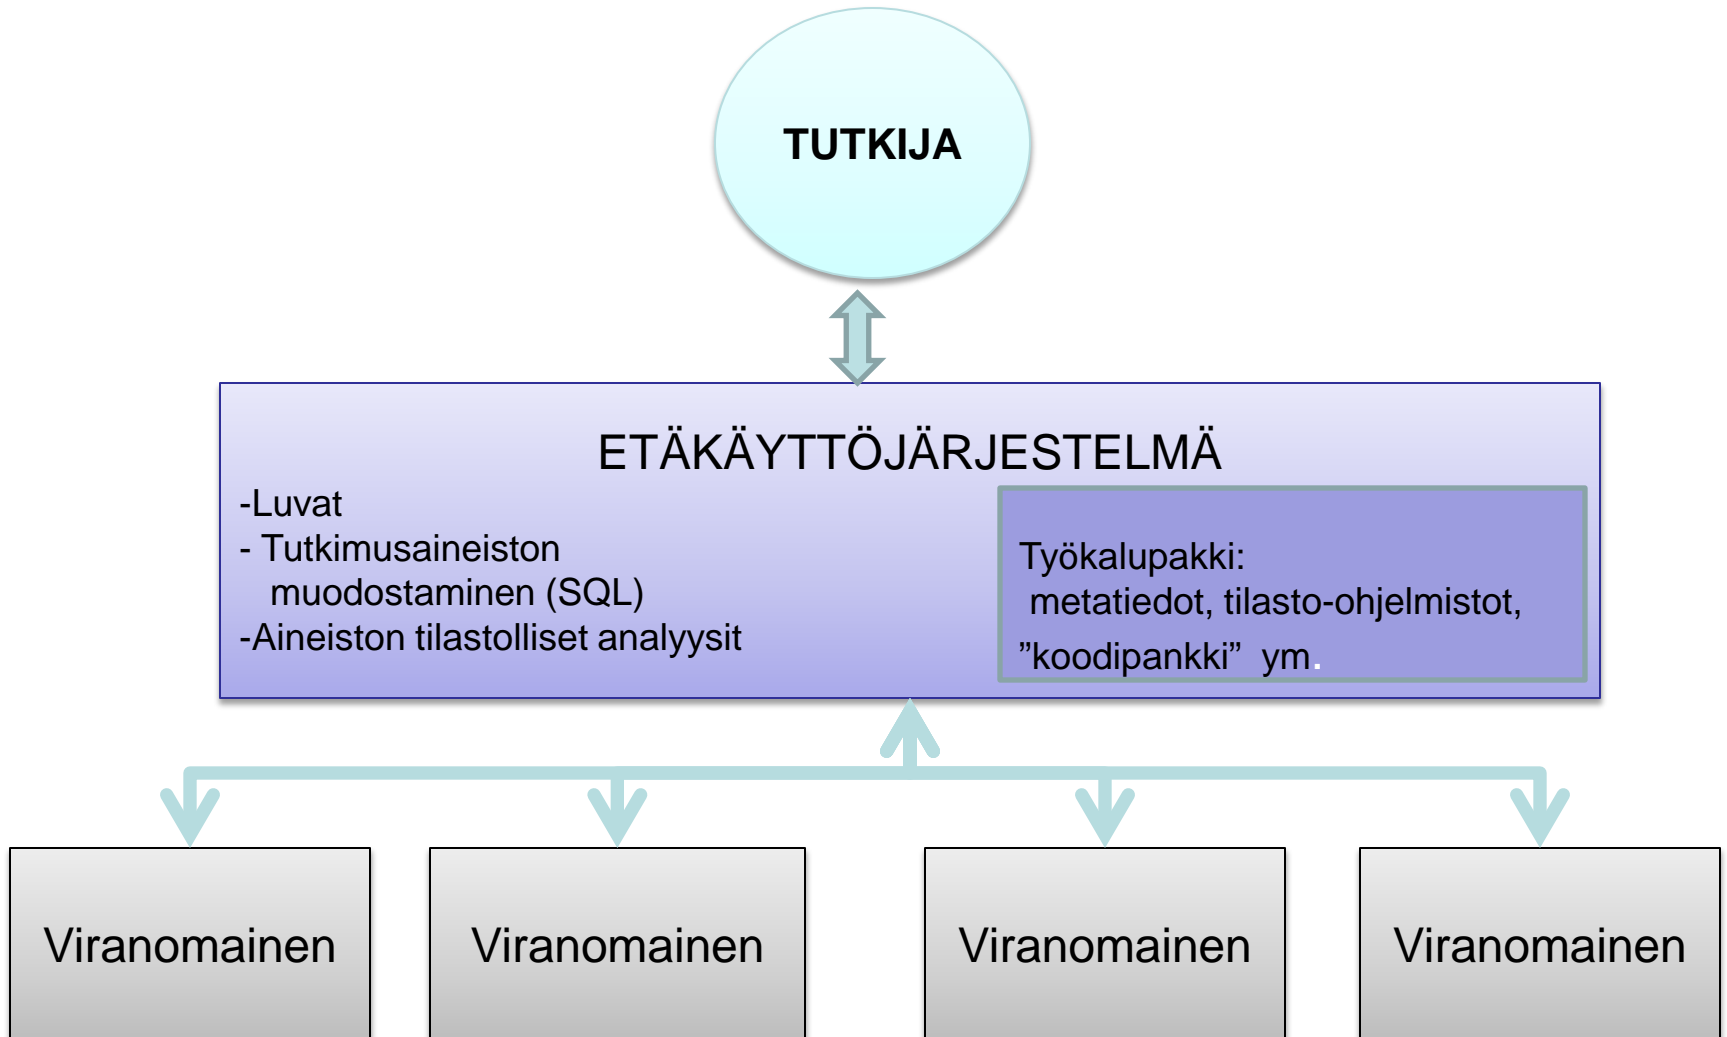 TUTKIJA
ETÄKÄYTTÖJÄRJESTELMÄ
-Luvat
- Tutkimusaineiston
muodostaminen (SQL)
-Aineiston tilastolliset analyysit
Työkalupakki:
metatiedot, tilasto-ohjelmistot,
”koodipankki” ym.
Viranomainen
Viranomainen
Viranomainen
Viranomainen